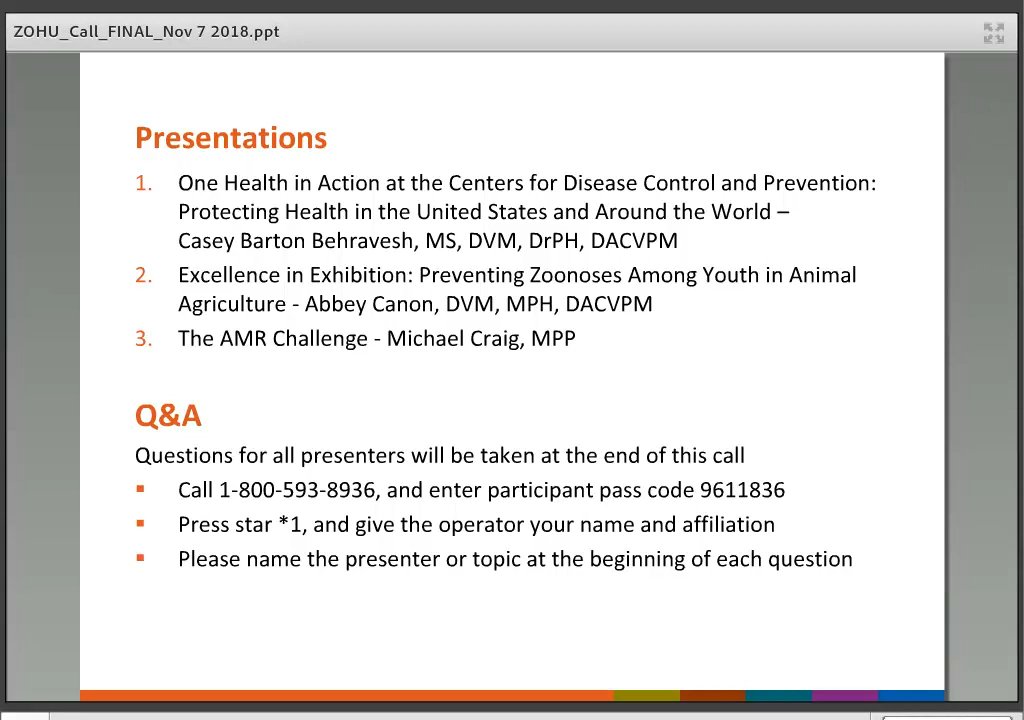 ZOHU_Call_FINAL_Nov 7 2018.ppt
Presentations
1. One Health in Action at the Centers for Disease Control and Prevention:
Protecting Health in the United States and Around the World –
Casey Barton Behravesh, MS, DVM, DrPH, DACVPM
2. Excellence in Exhibition: Preventing Zoonoses Among Youth in Animal
Agriculture - Abbey Canon, DVM, MPH, DACVPM
3. The AMR Challenge - Michael Craig, MPP
Q&A
Questions for all presenters will be taken at the end of this call
▪ Call 1-800-593-8936, and enter participant pass code 9611836
▪ Press star *1, and give the operator your name and affiliation
▪ Please name the presenter or topic at the beginning of each question